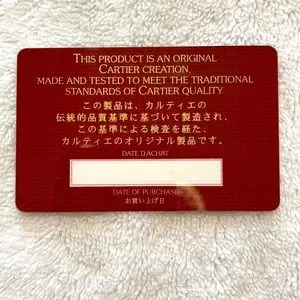 THIS PRODUCT IS AN ORIGINAL
CARTIER CREATION,
MADE AND TESTED TO MEET THE TRADITIONAL
STANDARDS OF CARTIER QUALITY.
この製品は、カルティエの
伝統的品質基準に基づいて製造され、
この基準による検査を経た、
カルティエのオリジナル製品です。
DATE D'ACHAT
DATE OF PURCHASE
お買い上げ日